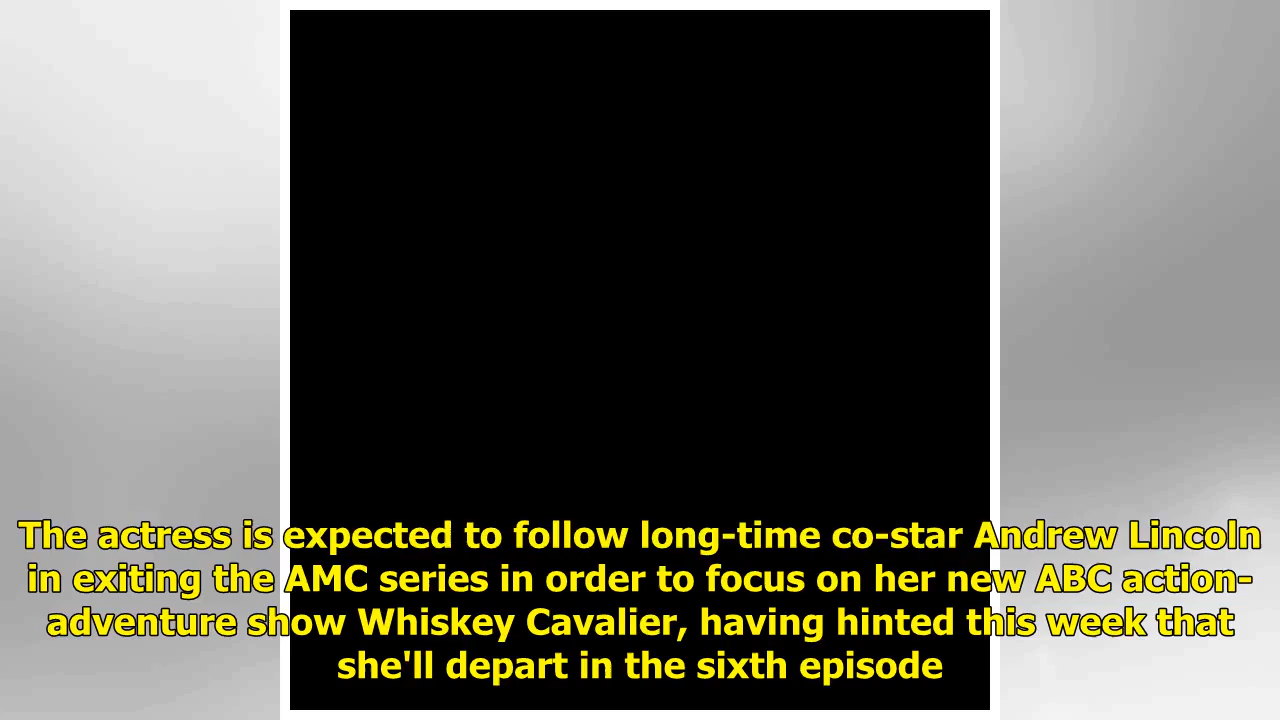 The actress is expected to follow long-time co-star Andrew Lincoln
in exiting the AMC series in order to focus on her new ABC action-
adventure show Whiskey Cavalier, having hinted this week that
she'll depart in the sixth episode